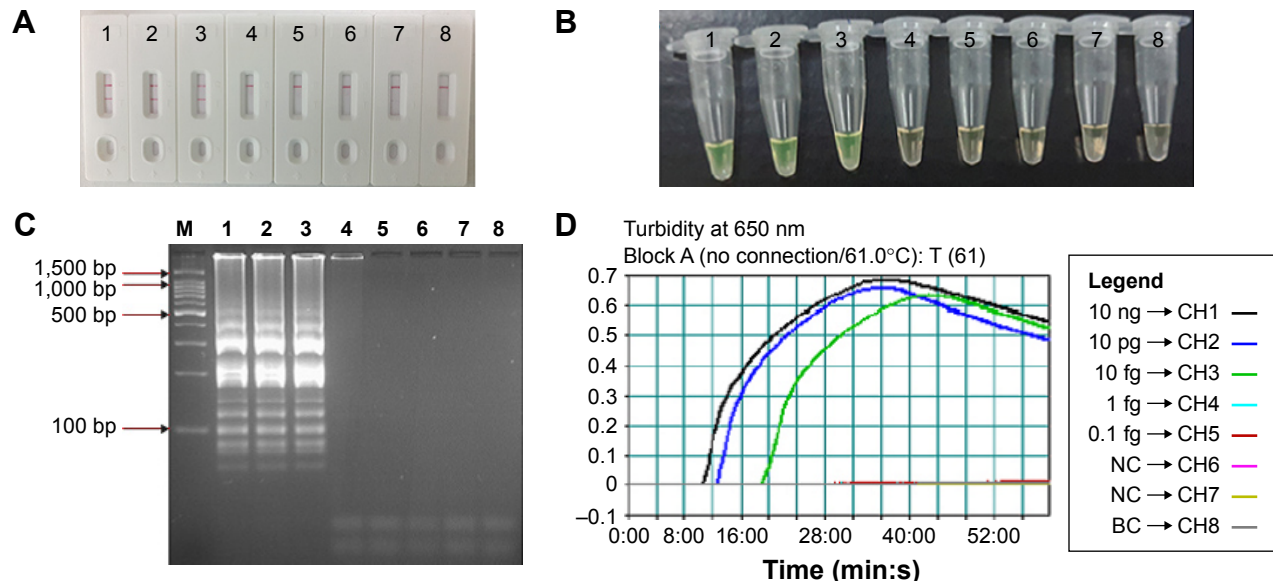 A
1 2 3 4 5 6 7 8
B
1 2 3 4 5 6 7 8
C
M 1 2 3 4 5 6 7 8
1,500 bp
1,000 bp
500 bp
100 bp
D
Turbidity at 650 nm
Block A (no connection/61.0°C): T (61)
0.7
0.6
0.5
0.4
0.3
0.2
0.1
0
–0.1
0:00 8:00 16:00 28:00 40:00 52:00
Time (min:s)
Legend
10 ng → CH1
10 pg → CH2
10 fg → CH3
1 fg → CH4
0.1 fg → CH5
NC → CH6
NC → CH7
BC → CH8